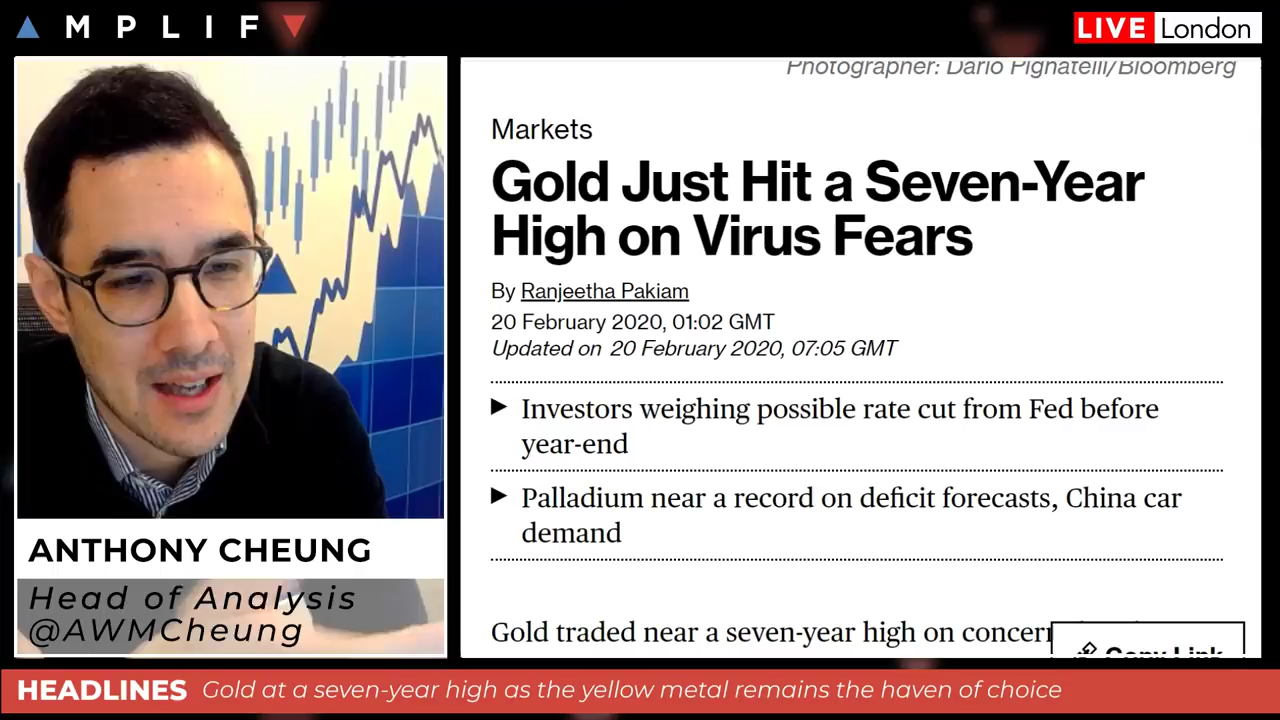 MPLIF
LIVE London
Photographer: Dario Pignatelli/Bloomberg
Markets
Gold Just Hit a Seven-Year
High on Virus Fears
By Ranjeetha Pakiam
20 February 2020, 01:02 GMT
Updated on 20 February 2020, 07:05 GMT
Investors weighing possible rate cut from Fed before
year-end
Palladium near a record on deficit forecasts, China car
demand
Gold traded near a seven-year high on
Copy Link
ANTHONY CHEUNG
Head of Analysis
@AWMCheung
HEADLINES Gold at a seven-year high as the yellow metal remains the haven of choice